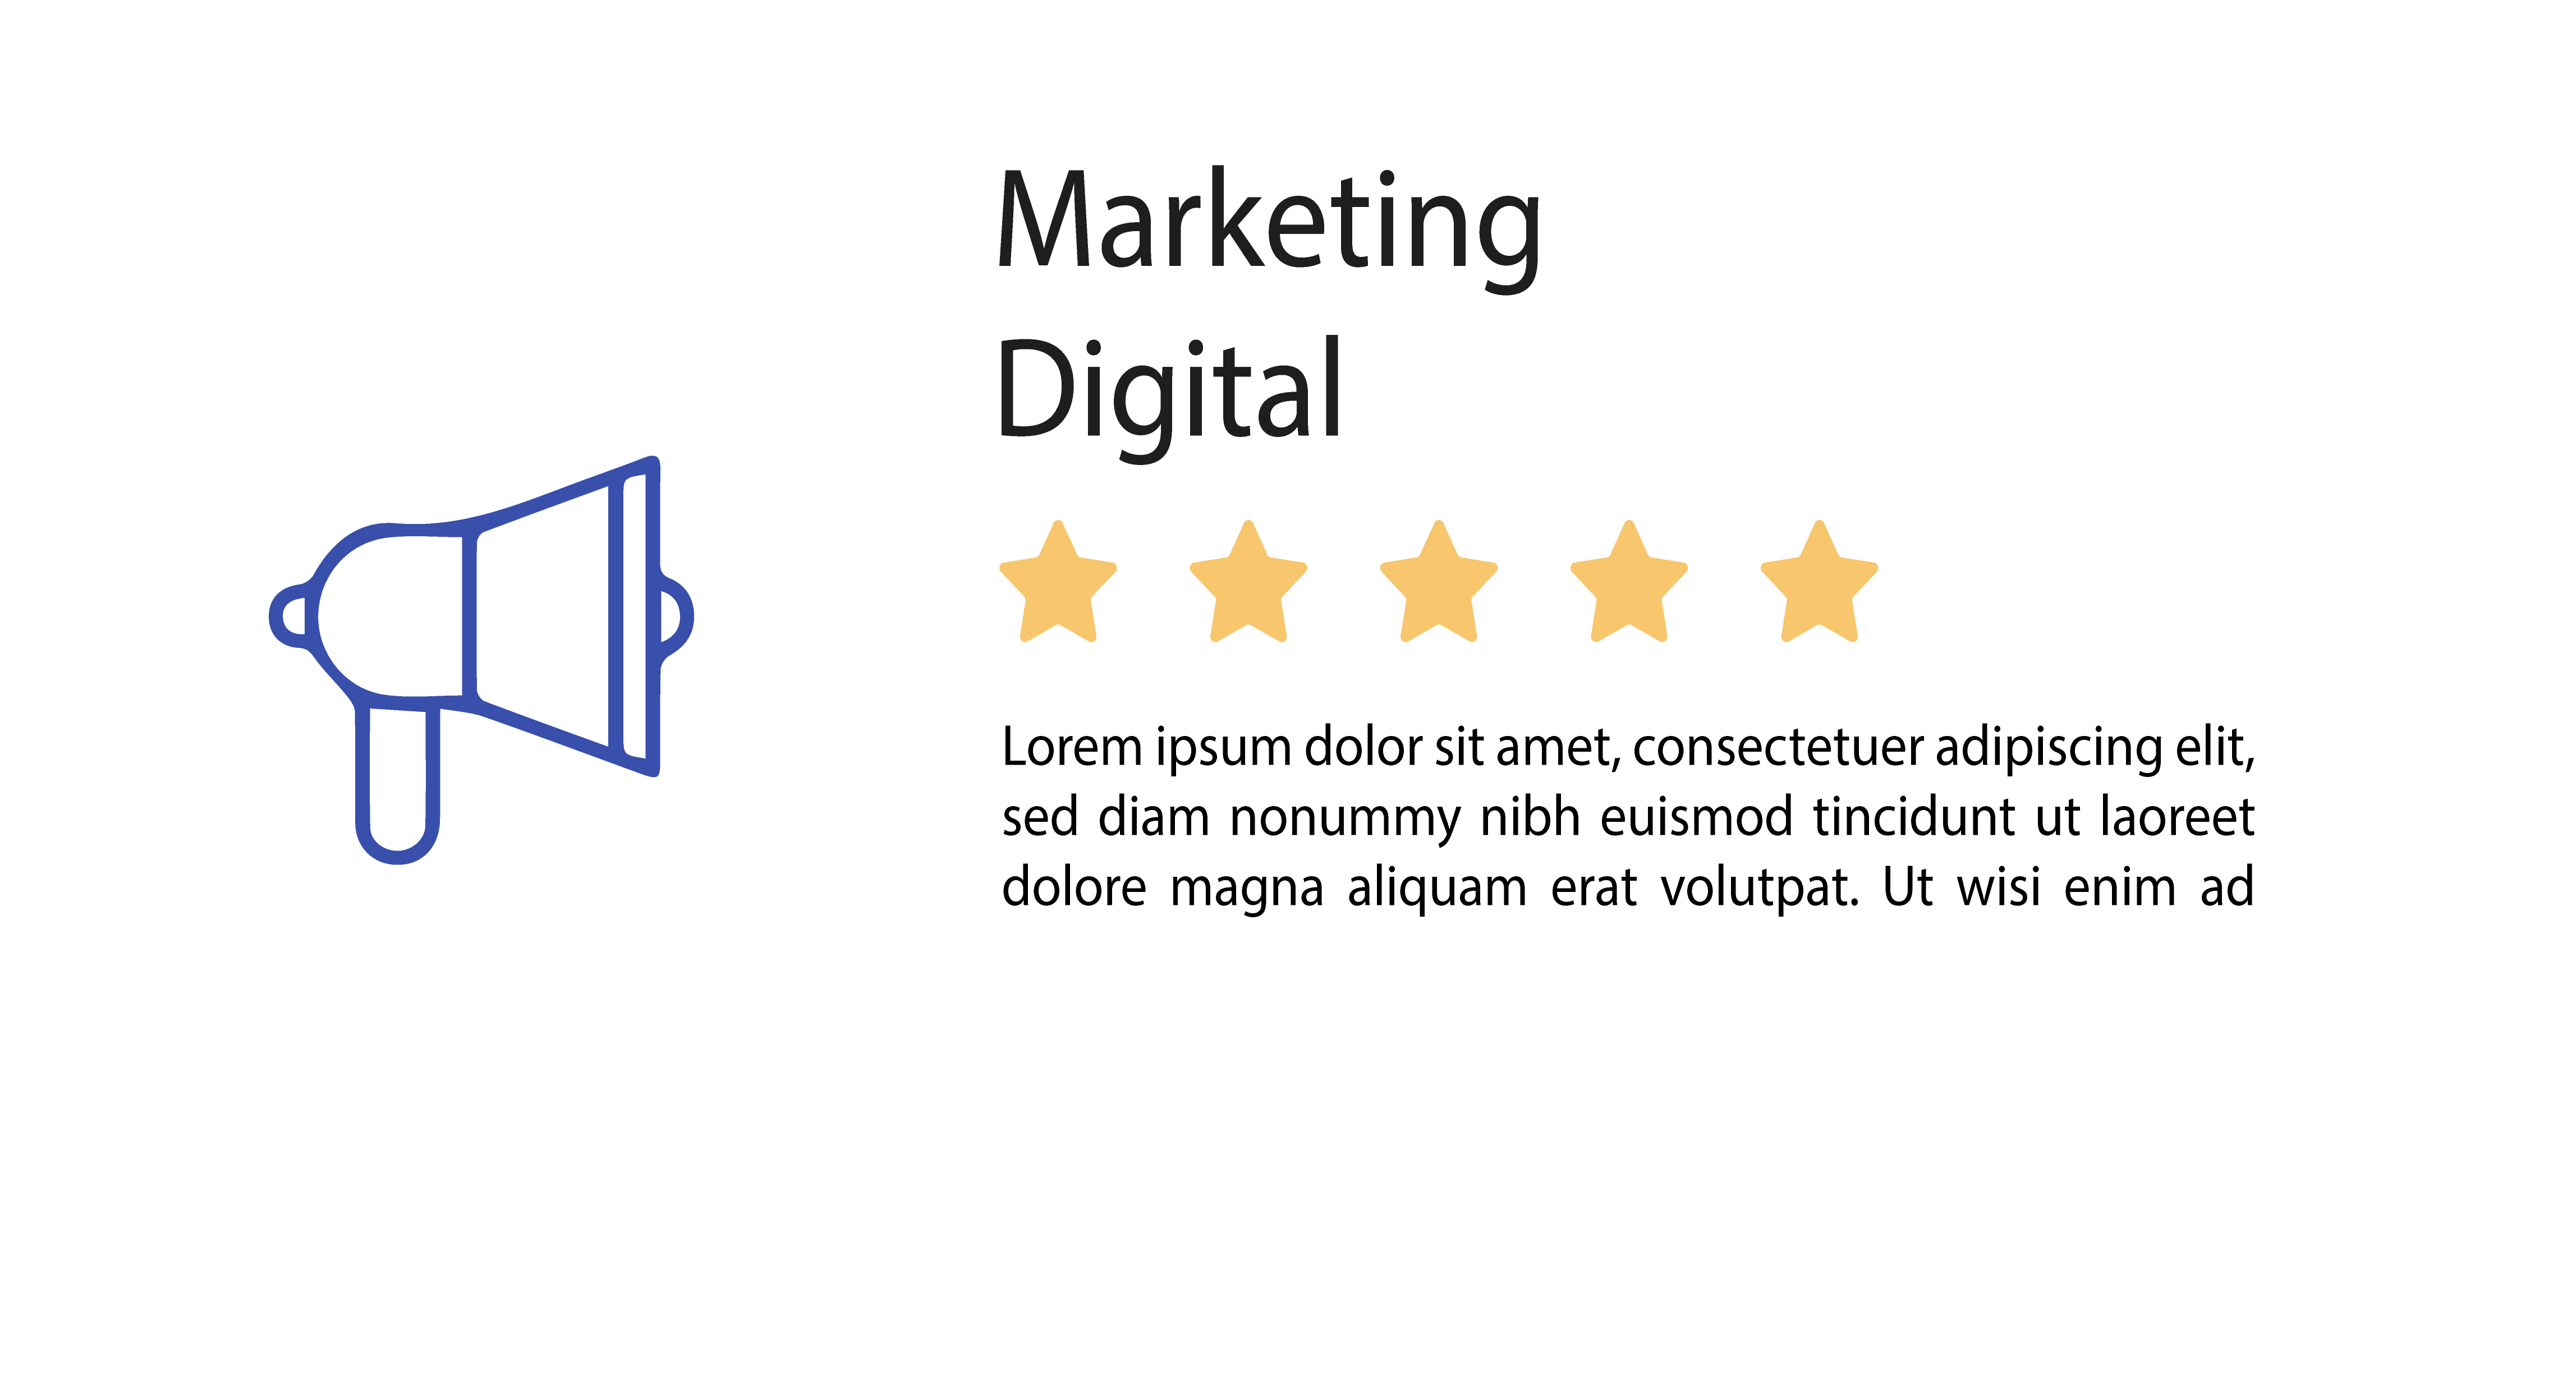 Marketing
Digital
Lorem ipsum dolor sit amet, consectetuer adipiscing elit,
sed diam nonummy nibh euismod tincidunt ut laoreet
dolore magna aliquam erat volutpat. Ut wisi enim ad